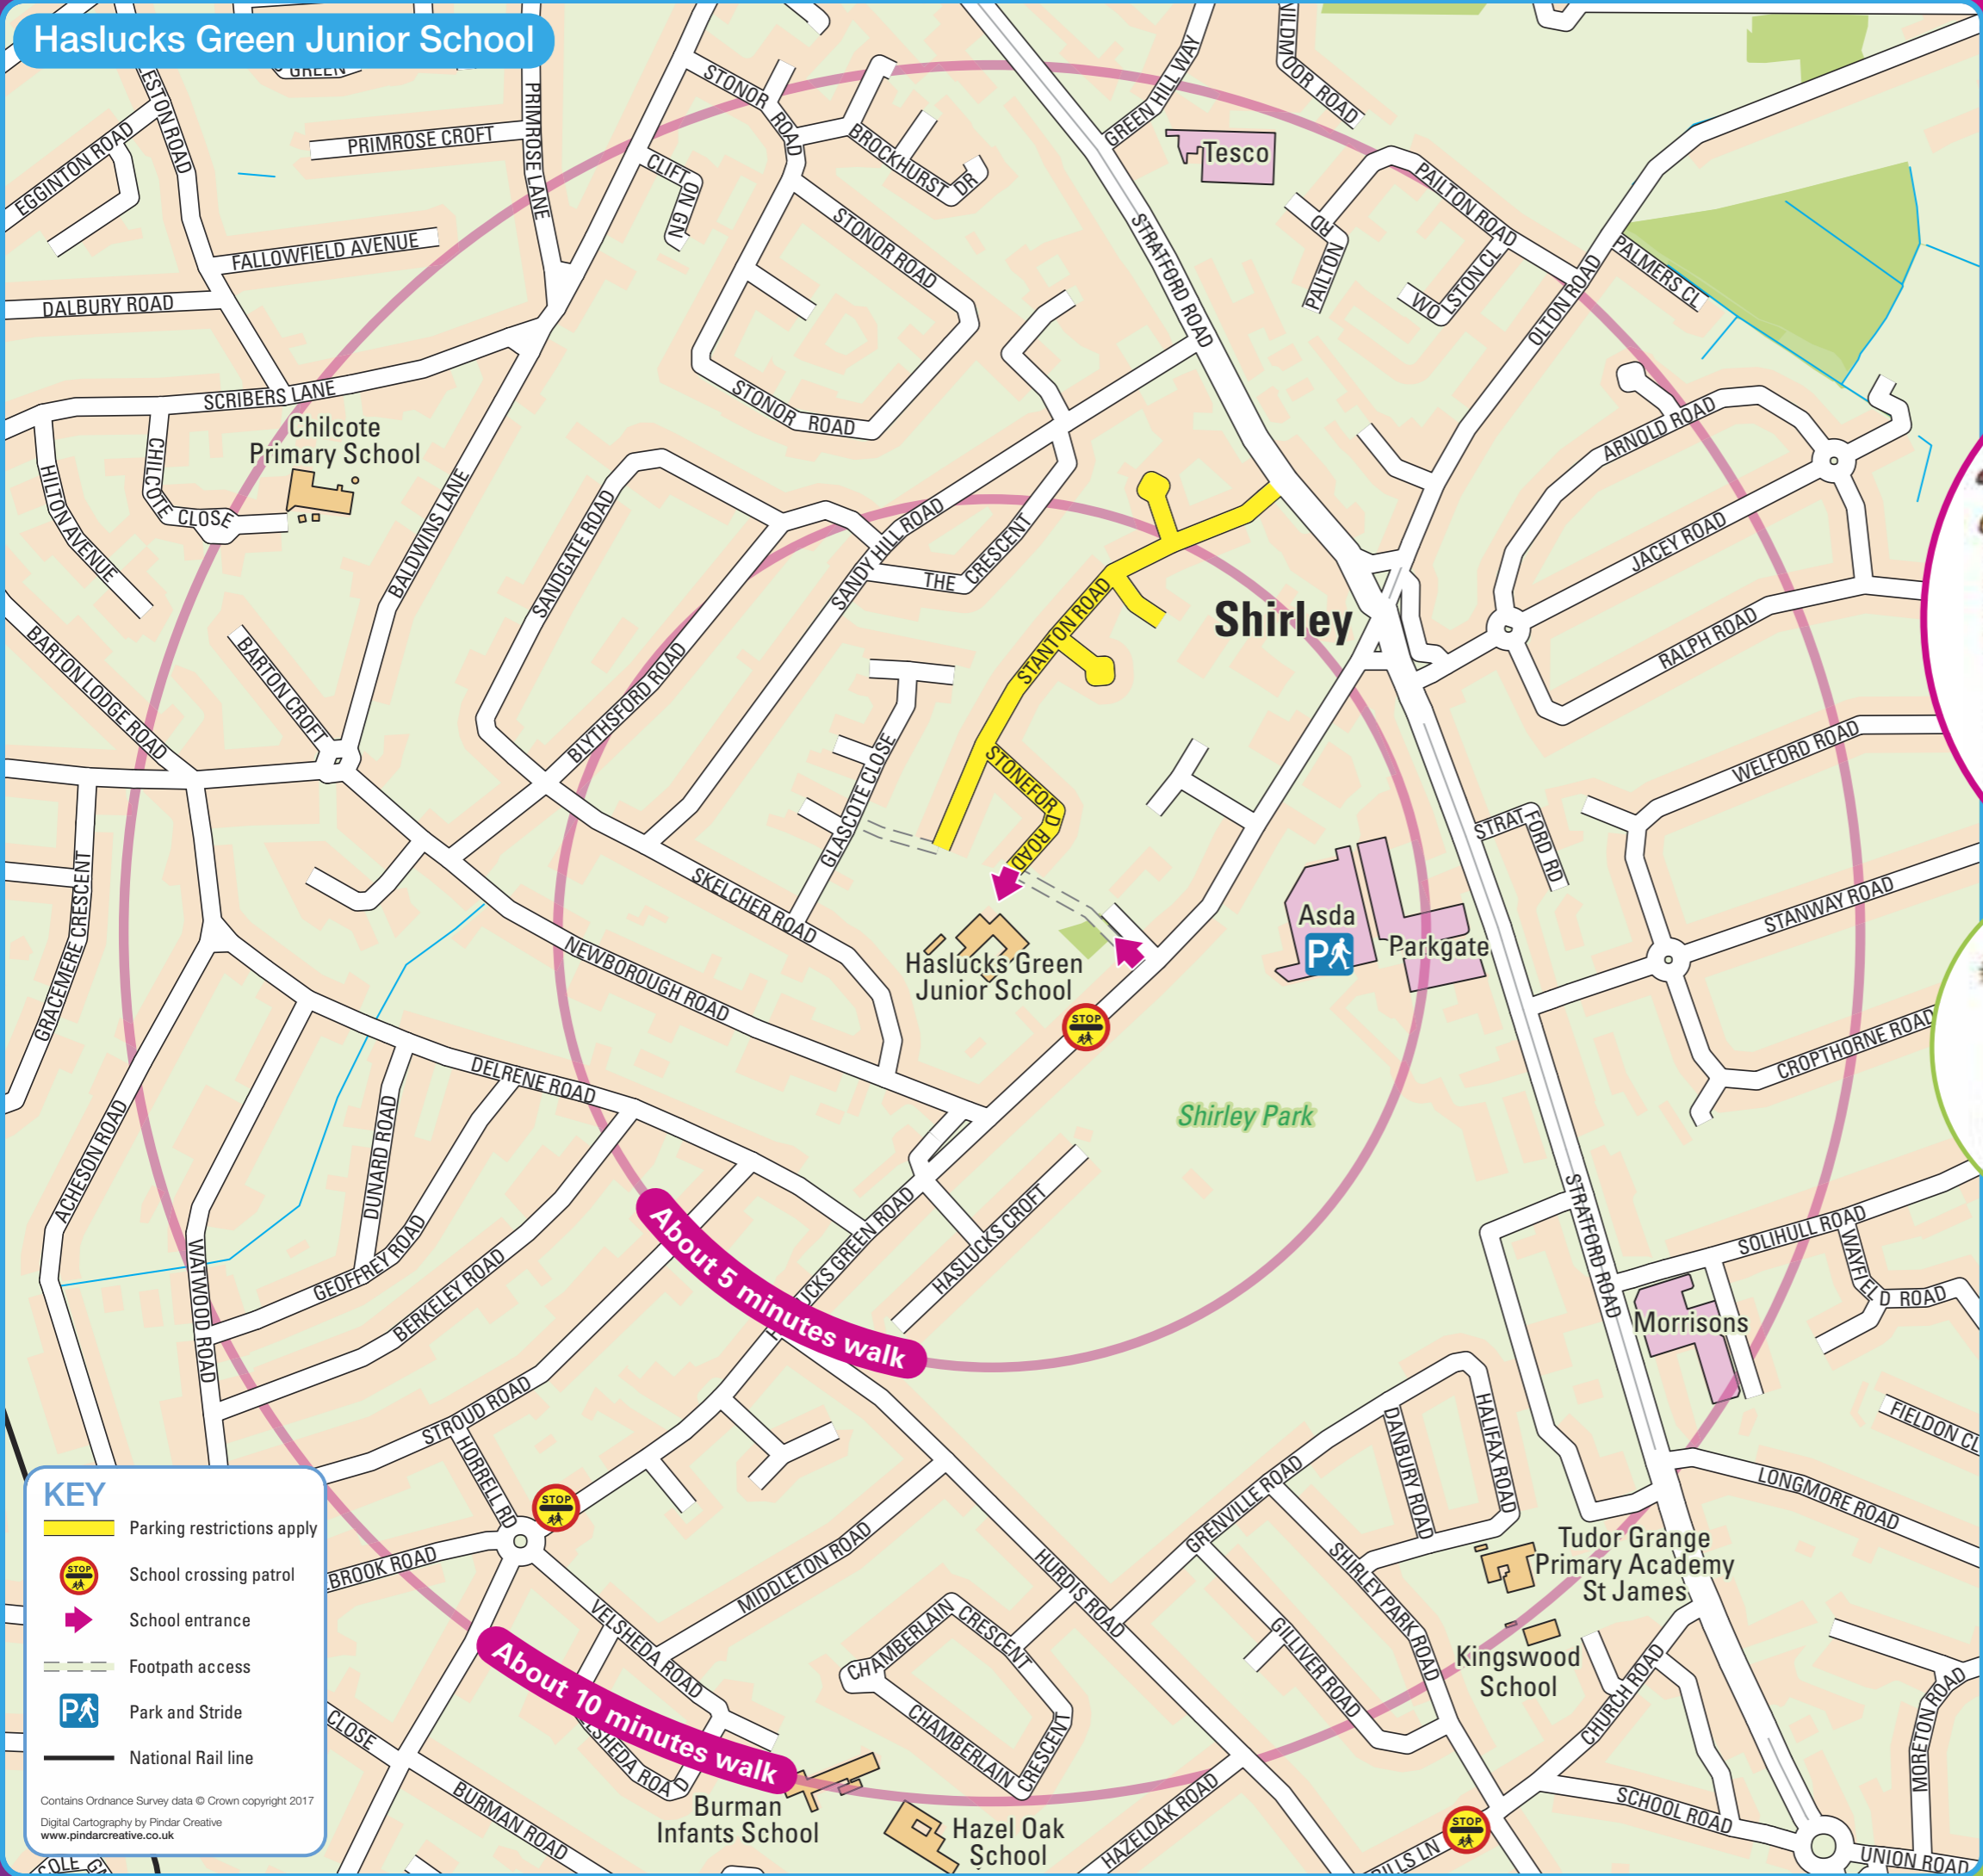 Haslucks Green Junior School
GREEN
PRIMROSE CROFT
PRIMROSE LANE
EGGINTON ROAD
FALLOWFIELD AVENUE
DALBURY ROAD
SCRIBERS LANE
Chilcote
Primary School
CHILCOTE
CLOSE
HILTON AVENUE
BALDWINS LANE
STONOR
ROAD
BROCKHURST DR
CLIFTON GN
STONOR ROAD
STONOR ROAD
GREEN HILL WAY
Tesco
STRATFORD ROAD
PAILTON ROAD
PAILTON
RD
WOLSTON CL
PALMERS CL
OLTON ROAD
ARNOLD ROAD
JACEY ROAD
RALPH ROAD
WELFORD ROAD
STANWAY ROAD
CROPTHORNE ROAD
STRATFORD RD
SANDGATE ROAD
SANDY HILL ROAD
THE CRESCENT
BLYTHSFORD ROAD
STANTON ROAD
Shirley
BARTON LODGE ROAD
BARTON CROFT
GLASCOTE CLOSE
STONEFORD ROAD
SKELCHER ROAD
NEWBOROUGH ROAD
Haslucks Green
Junior School
STOP
Asda
P
Parkgate
GRACEMERE CRESCENT
ACHESON ROAD
DELRENE ROAD
DUNARD ROAD
GEOFFREY ROAD
BERKELEY ROAD
WATWOOD ROAD
STROUD ROAD
HORRELL RD
Shirley Park
HASLUCKS CROFT
About 5 minutes walk
STRATFORD ROAD
SOLIHULL ROAD
WAYFIELD ROAD
Morrisons
FIELDON CL
LONGMORE ROAD
HALIFAX ROAD
DANBURY ROAD
GRENVILLE ROAD
SHIRLEY PARK ROAD
Tudor Grange
Primary Academy
St James
Kingswood
School
GILLIVER ROAD
CHURCH ROAD
SCHOOL ROAD
MORETON ROAD
UNION ROAD
STOP
STOP
HURDIS ROAD
MIDDLETON ROAD
VELSHEDA ROAD
CHAMBERLAIN CRESCENT
CHAMBERLAIN CRESCENT
About 10 minutes walk
Burman
Infants School
Hazel Oak
School
HAZELOAK ROAD
BURMAN ROAD
CLOSE
KEY
Parking restrictions apply
STOP
School crossing patrol
School entrance
Footpath access
P
Park and Stride
National Rail line
Contains Ordnance Survey data © Crown copyright 2017
Digital Cartography by Pindar Creative
www.pindarcreative.co.uk